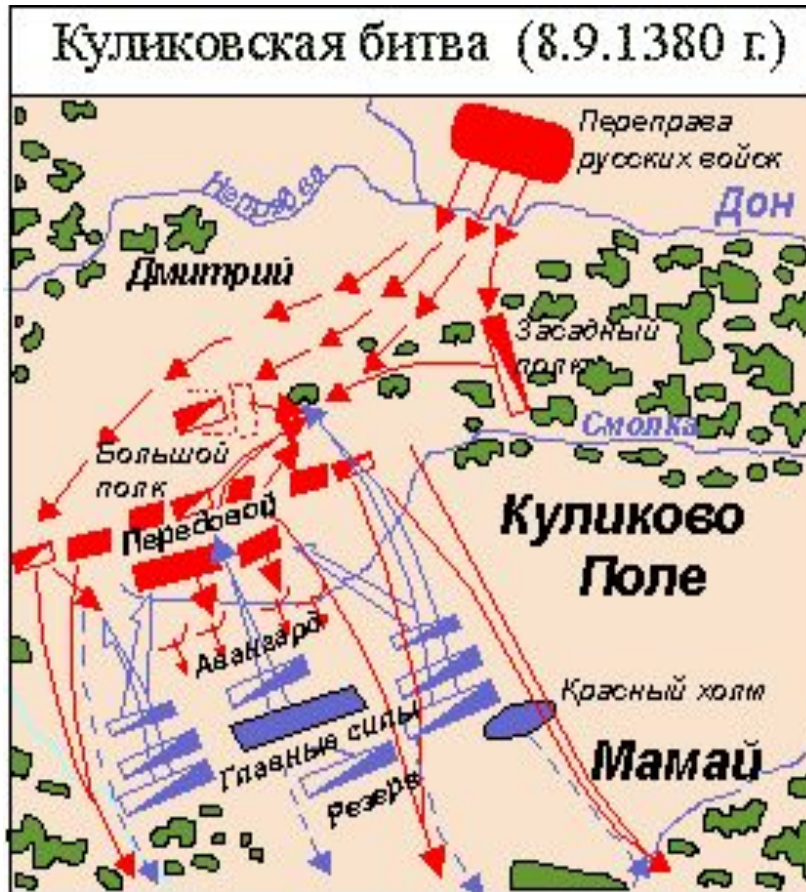 Куликовская битва (8.9.1380 г.)
Переправа
русских войск
Непрядва
Дон
Дмитрий
Засадный
полк
Большой
полк
Смолка
Передовой
Куликово
Поле
Авангард
Красный холм
Главные силы
Мамай
Резерв